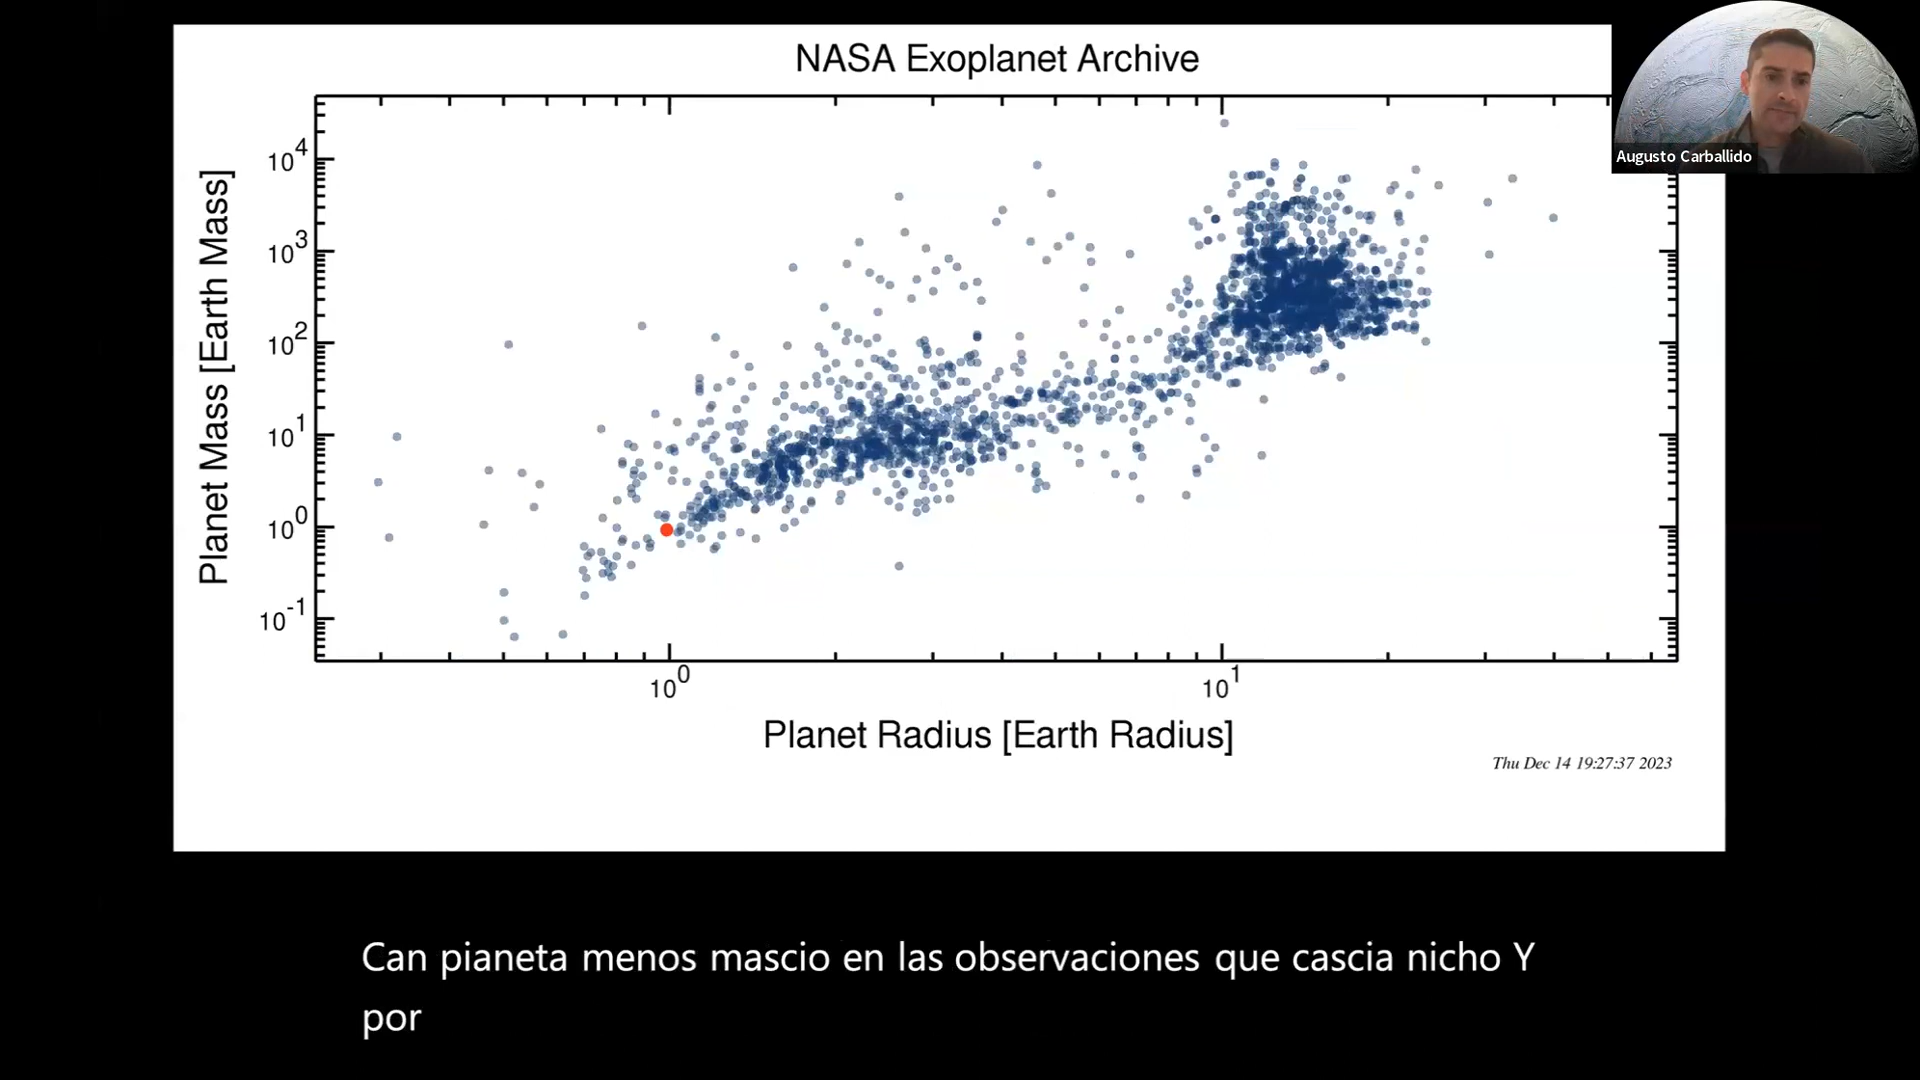 NASA Exoplanet Archive
Augusto Carballido
Planet Mass [Earth Mass]
10^4
10^3
10^2
10^1
10^0
10^-1
10^0
10^1
Planet Radius [Earth Radius]
Thu Dec 14 19:27:37 2023
Can pianeta menos mascio en las observaciones que cascia nicho Y
por